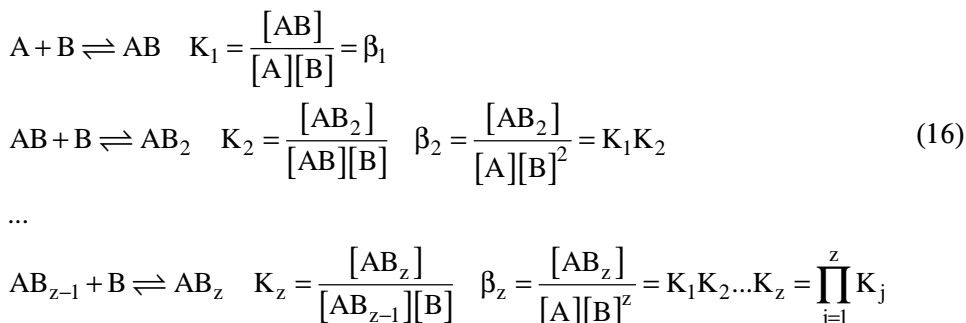 A + B ⇌ AB K₁ = [AB] / [A][B] = β₁
AB + B ⇌ AB₂ K₂ = [AB₂] / [AB][B] β₂ = [AB₂] / [A][B]² = K₁K₂ (16)
...
AB_{z−1} + B ⇌ AB_z K_z = [AB_z] / [AB_{z−1}][B] β_z = [AB_z] / [A][B]^z = K₁K₂...K_z = ∏_{j=1}^{z} K_j